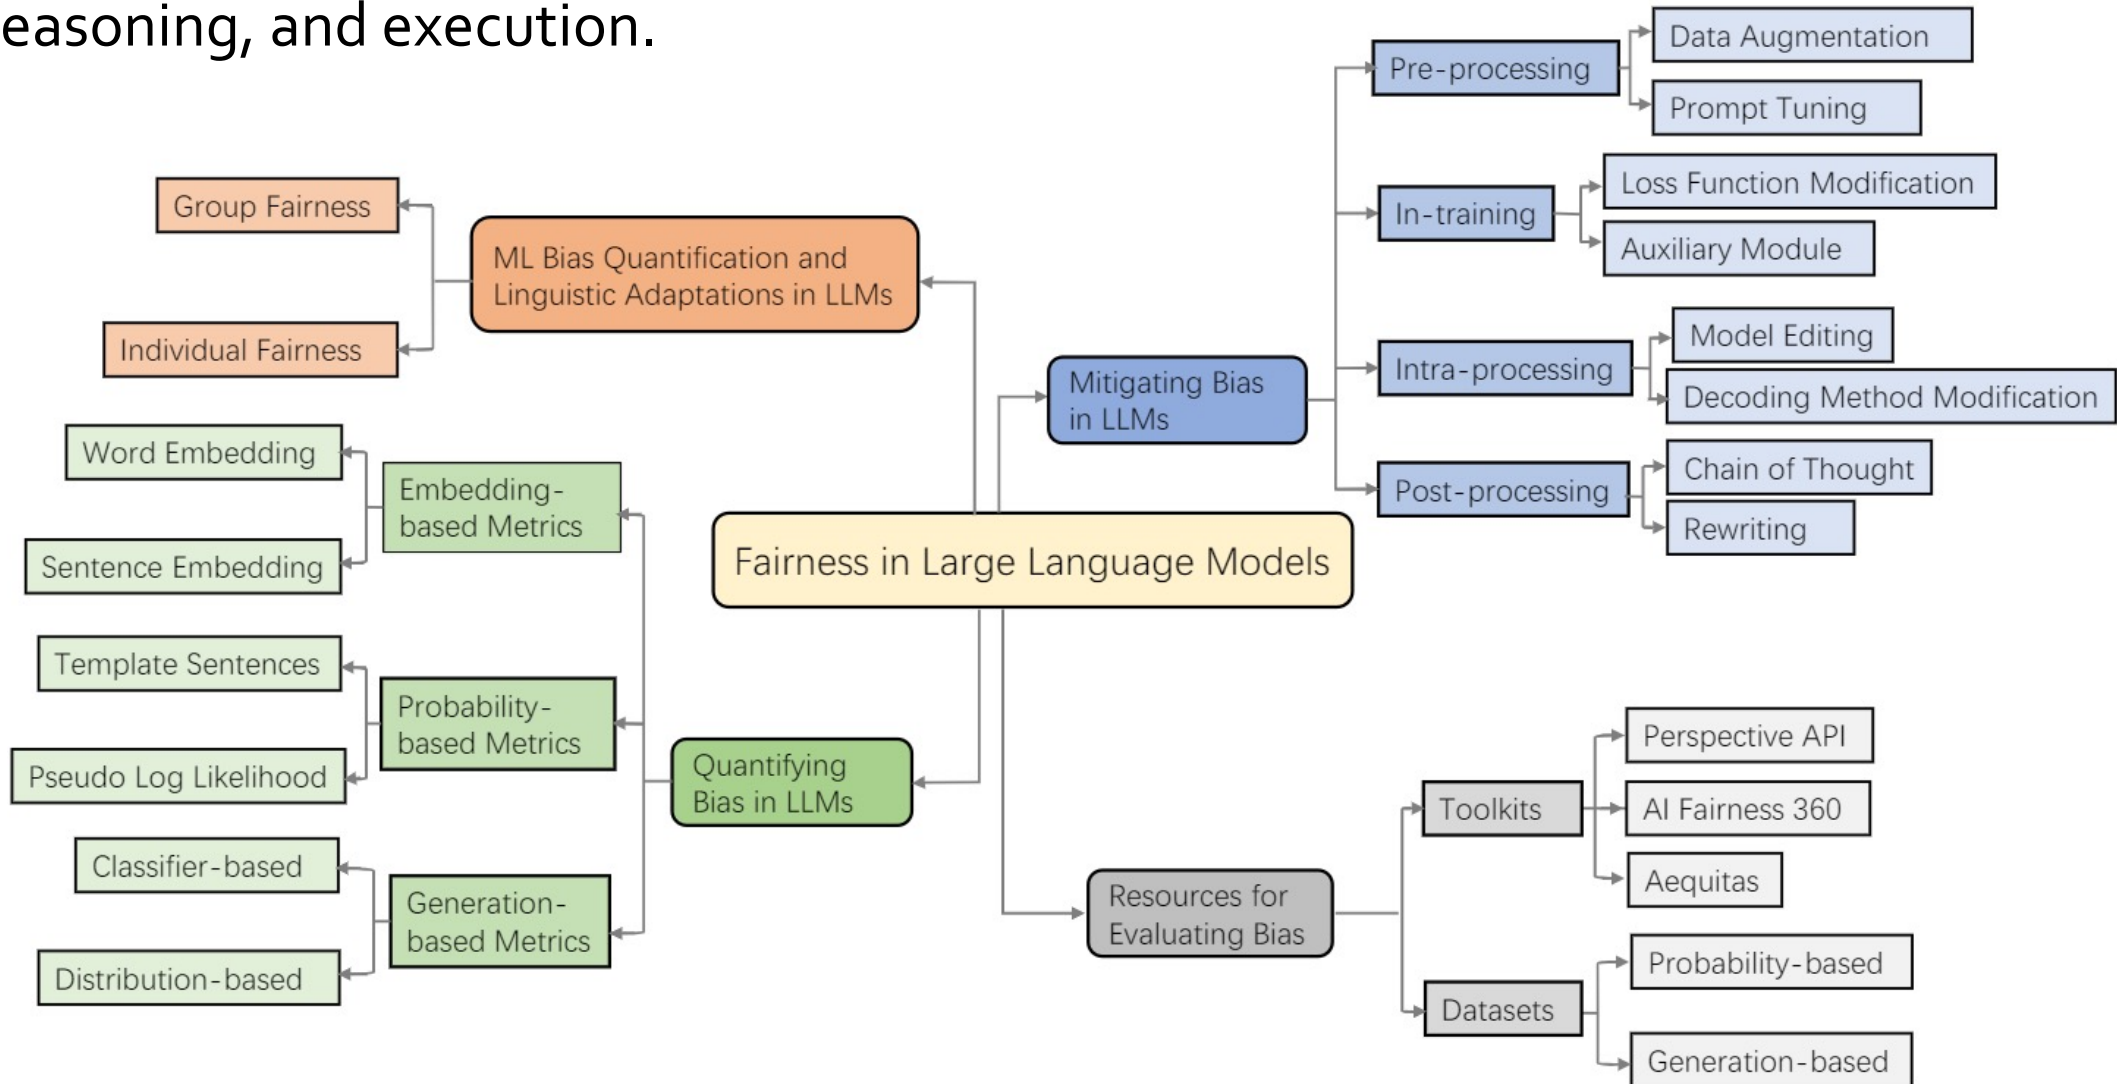 easoning, and execution.
Data Augmentation
Pre-processing
Prompt Tuning
Loss Function Modification
In-training
Auxiliary Module
Model Editing
Intra-processing
Decoding Method Modification
Chain of Thought
Post-processing
Rewriting
Mitigating Bias
in LLMs
Group Fairness
ML Bias Quantification and
Linguistic Adaptations in LLMs
Individual Fairness
Fairness in Large Language Models
Word Embedding
Embedding-
based Metrics
Sentence Embedding
Template Sentences
Probability-
based Metrics
Pseudo Log Likelihood
Quantifying
Bias in LLMs
Classifier-based
Generation-
based Metrics
Distribution-based
Resources for
Evaluating Bias
Toolkits
Perspective API
AI Fairness 360
Aequitas
Datasets
Probability-based
Generation-based